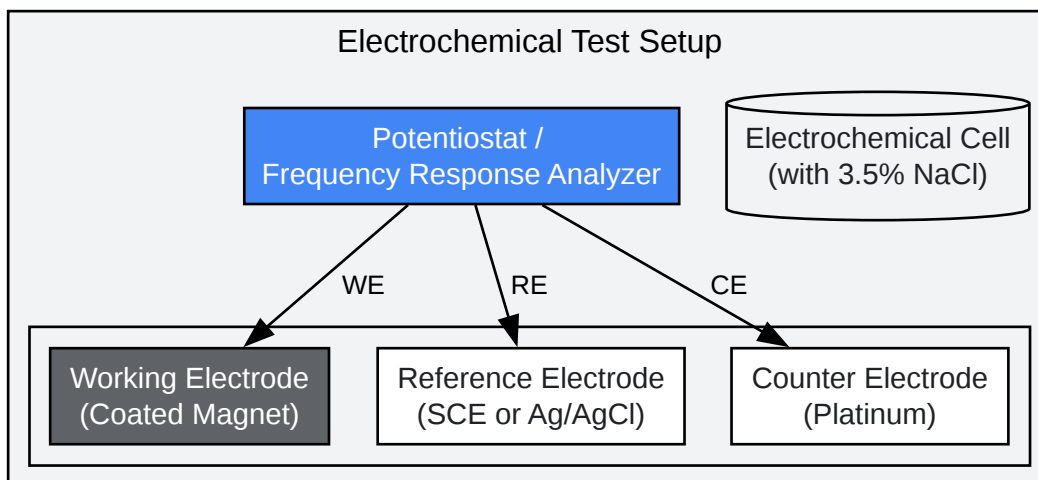 Electrochemical Test Setup
Potentiostat /
Frequency Response Analyzer
Electrochemical Cell
(with 3.5% NaCl)
WE
RE
CE
Working Electrode
(Coated Magnet)
Reference Electrode
(SCE or Ag/AgCl)
Counter Electrode
(Platinum)